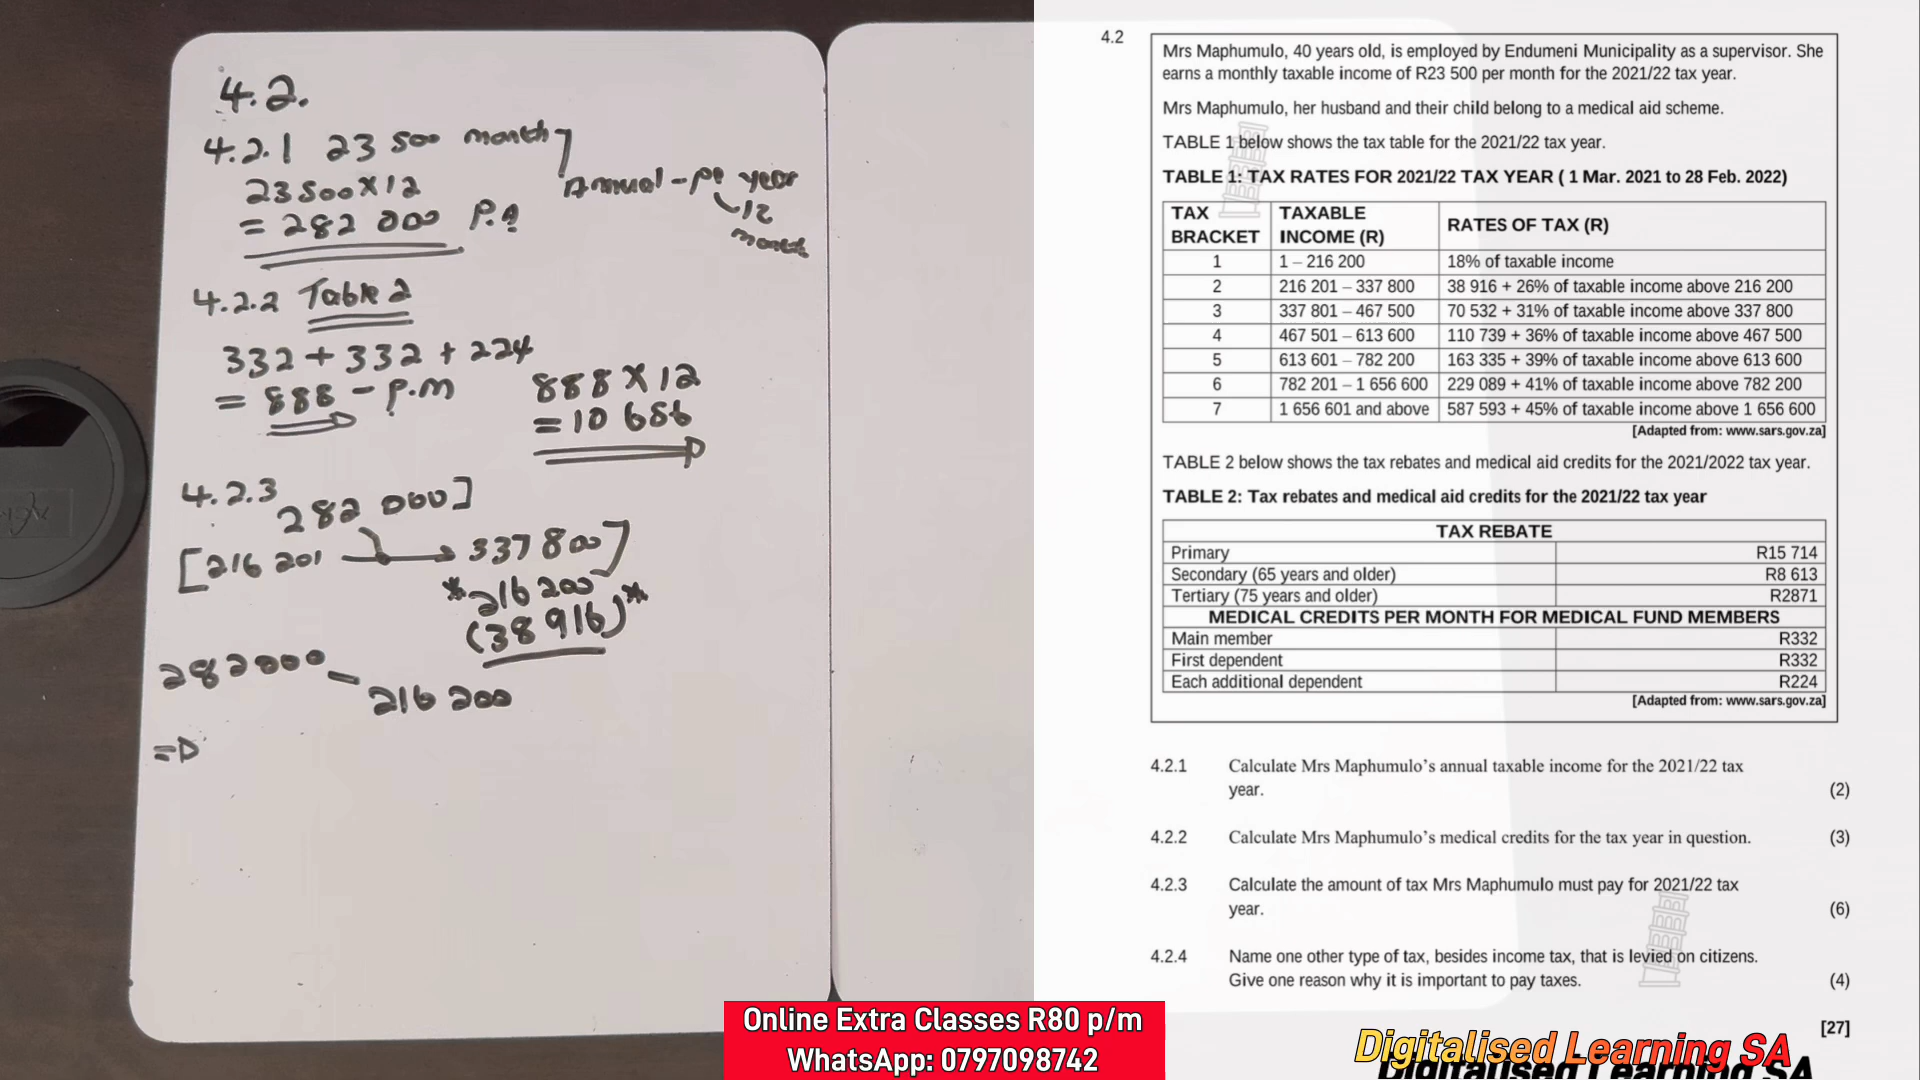 4.2.
4.2.1 23 500 month
23500 x 12
= 282 000 P.A
Annual - pe year
12
month
4.2.2 Table 2
332 + 332 + 224
= 888 - P.M
888 x 12
= 10 656
4.2.3
282 000]
[216 201 → 337 800]
*216 200
(38 916)*
282000 -
216 200
=D
4.2
Mrs Maphumulo, 40 years old, is employed by Endumeni Municipality as a supervisor. She
earns a monthly taxable income of R23 500 per month for the 2021/22 tax year.
Mrs Maphumulo, her husband and their child belong to a medical aid scheme.
TABLE 1 below shows the tax table for the 2021/22 tax year.
TABLE 1: TAX RATES FOR 2021/22 TAX YEAR ( 1 Mar. 2021 to 28 Feb. 2022)
TAX BRACKET TAXABLE INCOME (R) RATES OF TAX (R)
1 1 – 216 200 18% of taxable income
2 216 201 – 337 800 38 916 + 26% of taxable income above 216 200
3 337 801 – 467 500 70 532 + 31% of taxable income above 337 800
4 467 501 – 613 600 110 739 + 36% of taxable income above 467 500
5 613 601 – 782 200 163 335 + 39% of taxable income above 613 600
6 782 201 – 1 656 600 229 089 + 41% of taxable income above 782 200
7 1 656 601 and above 587 593 + 45% of taxable income above 1 656 600
[Adapted from: www.sars.gov.za]
TABLE 2 below shows the tax rebates and medical aid credits for the 2021/2022 tax year.
TABLE 2: Tax rebates and medical aid credits for the 2021/22 tax year
TAX REBATE
Primary R15 714
Secondary (65 years and older) R8 613
Tertiary (75 years and older) R2871
MEDICAL CREDITS PER MONTH FOR MEDICAL FUND MEMBERS
Main member R332
First dependent R332
Each additional dependent R224
[Adapted from: www.sars.gov.za]
4.2.1 Calculate Mrs Maphumulo's annual taxable income for the 2021/22 tax
year. (2)
4.2.2 Calculate Mrs Maphumulo's medical credits for the tax year in question. (3)
4.2.3 Calculate the amount of tax Mrs Maphumulo must pay for 2021/22 tax
year. (6)
4.2.4 Name one other type of tax, besides income tax, that is levied on citizens.
Give one reason why it is important to pay taxes. (4)
[27]
Online Extra Classes R80 p/m
WhatsApp: 0797098742
Digitalised Learning SA
Digitalised Learning SA